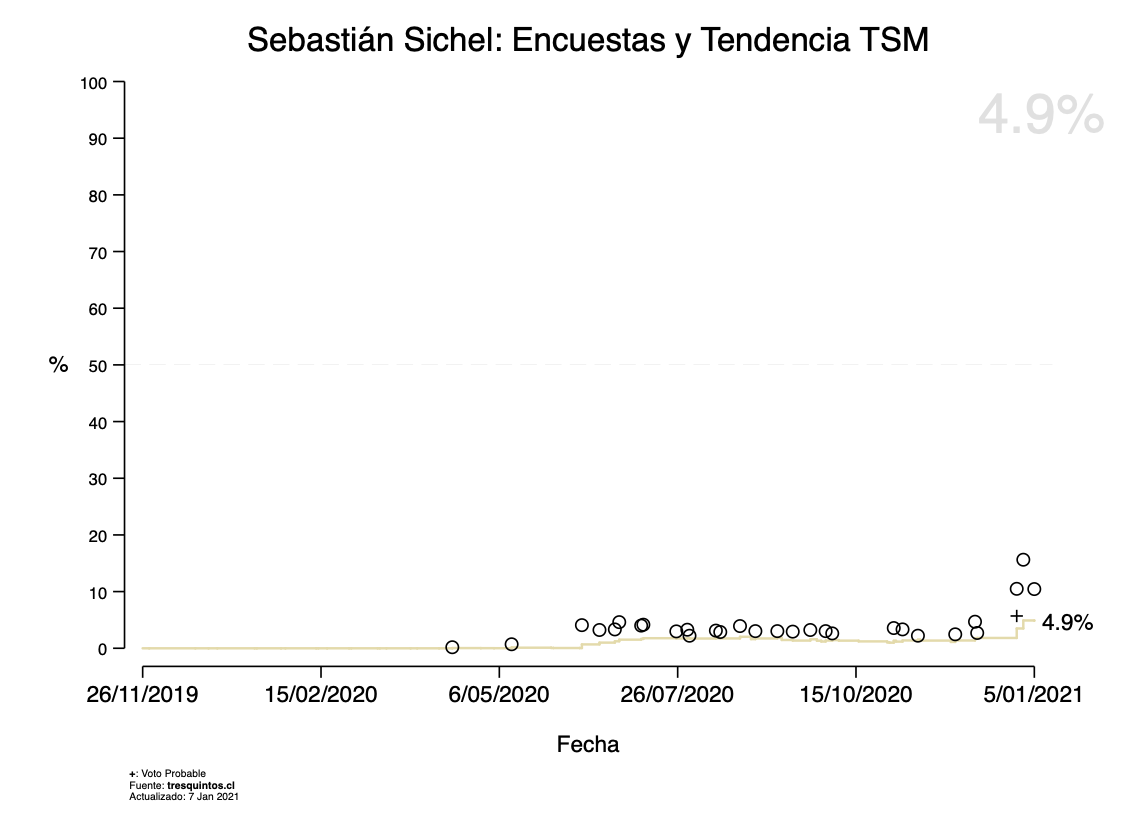 Sebastián Sichel: Encuestas y Tendencia TSM
4.9%
100
90
80
70
60
50
40
30
20
10
0
%
4.9%
26/11/2019 15/02/2020 6/05/2020 26/07/2020 15/10/2020 5/01/2021
Fecha
+: Voto Probable
Fuente: tresquintos.cl
Actualizado: 7 Jan 2021